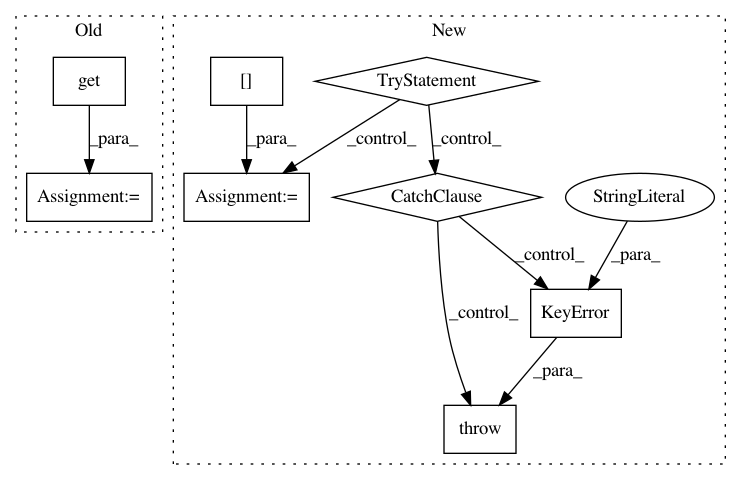 Old
New
get
[]
TryStatement
_para_
_para_
_control_
_control_
Assignment:=
Assignment:=
CatchClause
StringLiteral
_control_
_para_
_control_
KeyError
_para_
throw